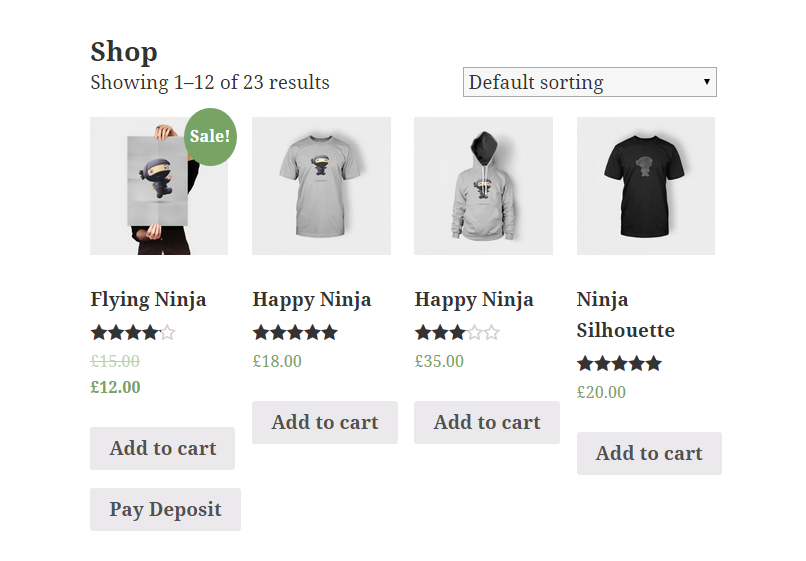 Shop
Showing 1–12 of 23 results
Default sorting
Sale!
Flying Ninja
£15.00
£12.00
Add to cart
Pay Deposit
Happy Ninja
£18.00
Add to cart
Happy Ninja
£35.00
Add to cart
Ninja
Silhouette
£20.00
Add to cart